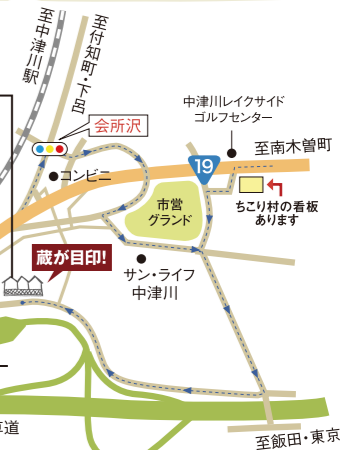 至中津川駅
至付知町・下呂
会所沢
中津川レイクサイド
ゴルフセンター
至南木曽町
19
コンビニ
市営
グランド
ちこり村の看板
あります
蔵が目印!
サン・ライフ
中津川
車道
至飯田・東京